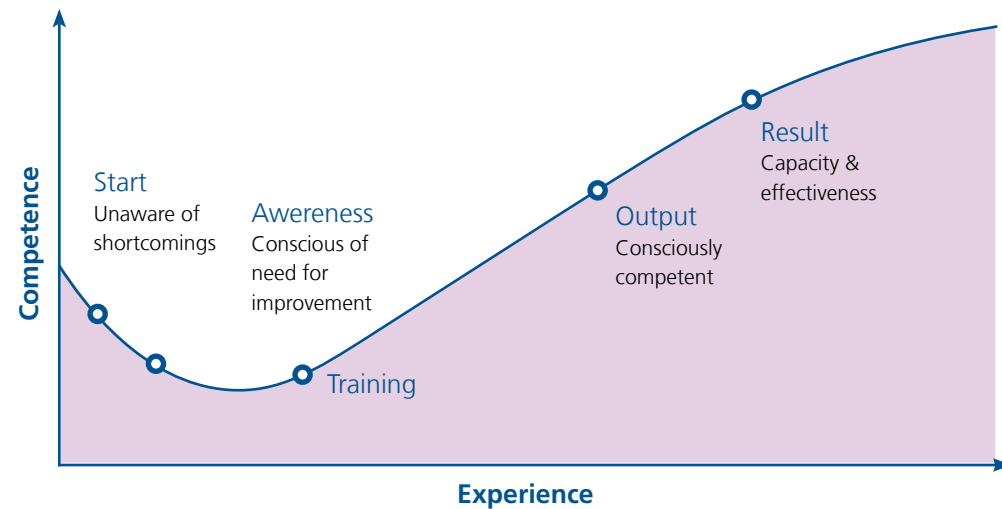 Competence
Start
Unaware of
shortcomings
Awereness
Conscious of
need for
improvement
Training
Output
Consciously
competent
Result
Capacity &
effectiveness
Experience